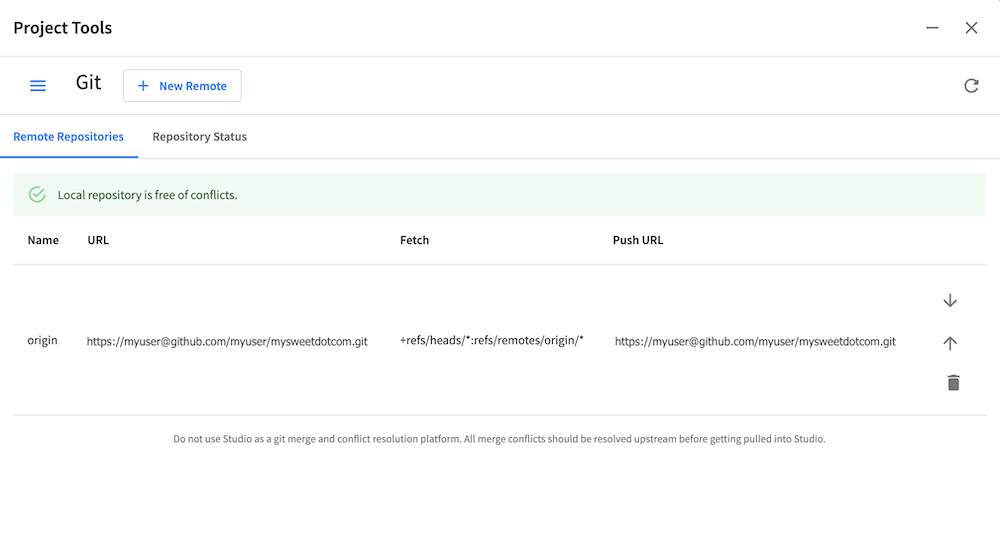 Project Tools
Git
New Remote
Remote Repositories
Repository Status
Local repository is free of conflicts.
Name URL Fetch Push URL
origin https://myuser@github.com/myuser/mysweetdotcom.git +refs/heads/*:refs/remotes/origin/* https://myuser@github.com/myuser/mysweetdotcom.git
Do not use Studio as a git merge and conflict resolution platform. All merge conflicts should be resolved upstream before getting pulled into Studio.